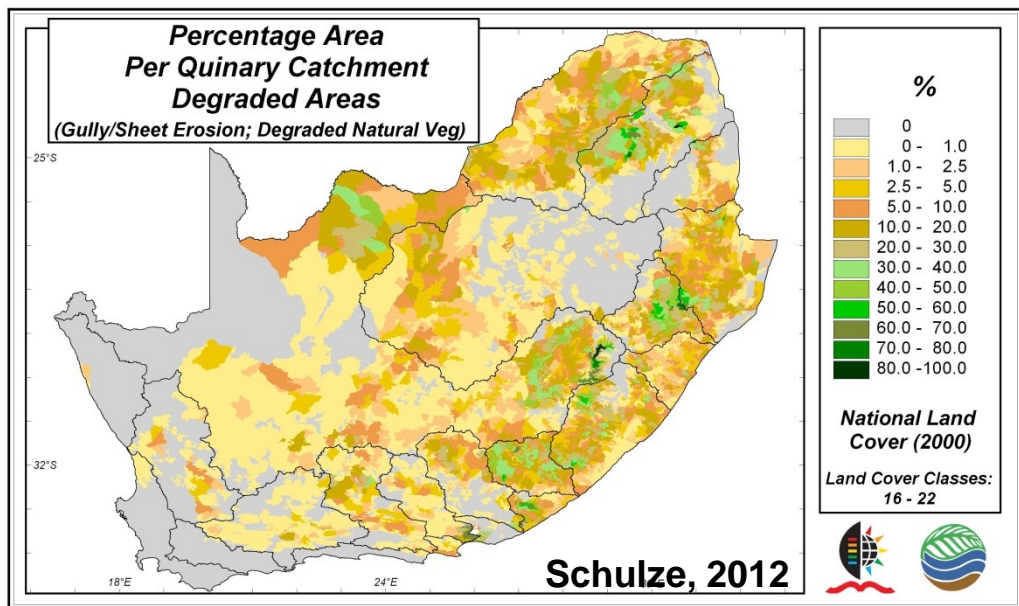 Percentage Area
Per Quinary Catchment
Degraded Areas
(Gully/Sheet Erosion; Degraded Natural Veg)
%
0
0 - 1.0
1.0 - 2.5
2.5 - 5.0
5.0 - 10.0
10.0 - 20.0
20.0 - 30.0
30.0 - 40.0
40.0 - 50.0
50.0 - 60.0
60.0 - 70.0
70.0 - 80.0
80.0 -100.0
National Land
Cover (2000)
Land Cover Classes:
16 - 22
25°S
32°S
18°E
24°E
Schulze, 2012